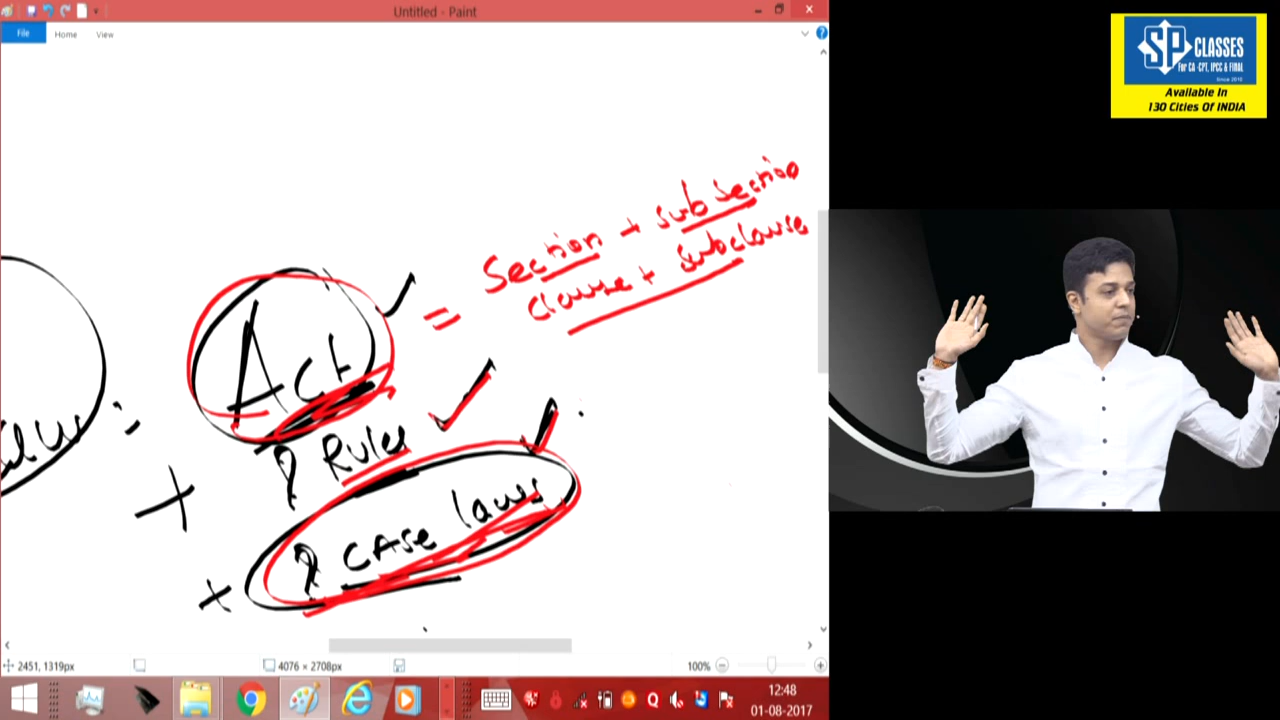 Untitled - Paint
File Home View
SP CLASSES
For CA -CPT, IPCC & FINAL
Since 2010
Available In
130 Cities Of INDIA
Section + subsection
clause + subclause
= Act =
+ & Rules
+ & CASe laws
2451, 1319px 4076 × 2708px 100%
12:48
01-08-2017